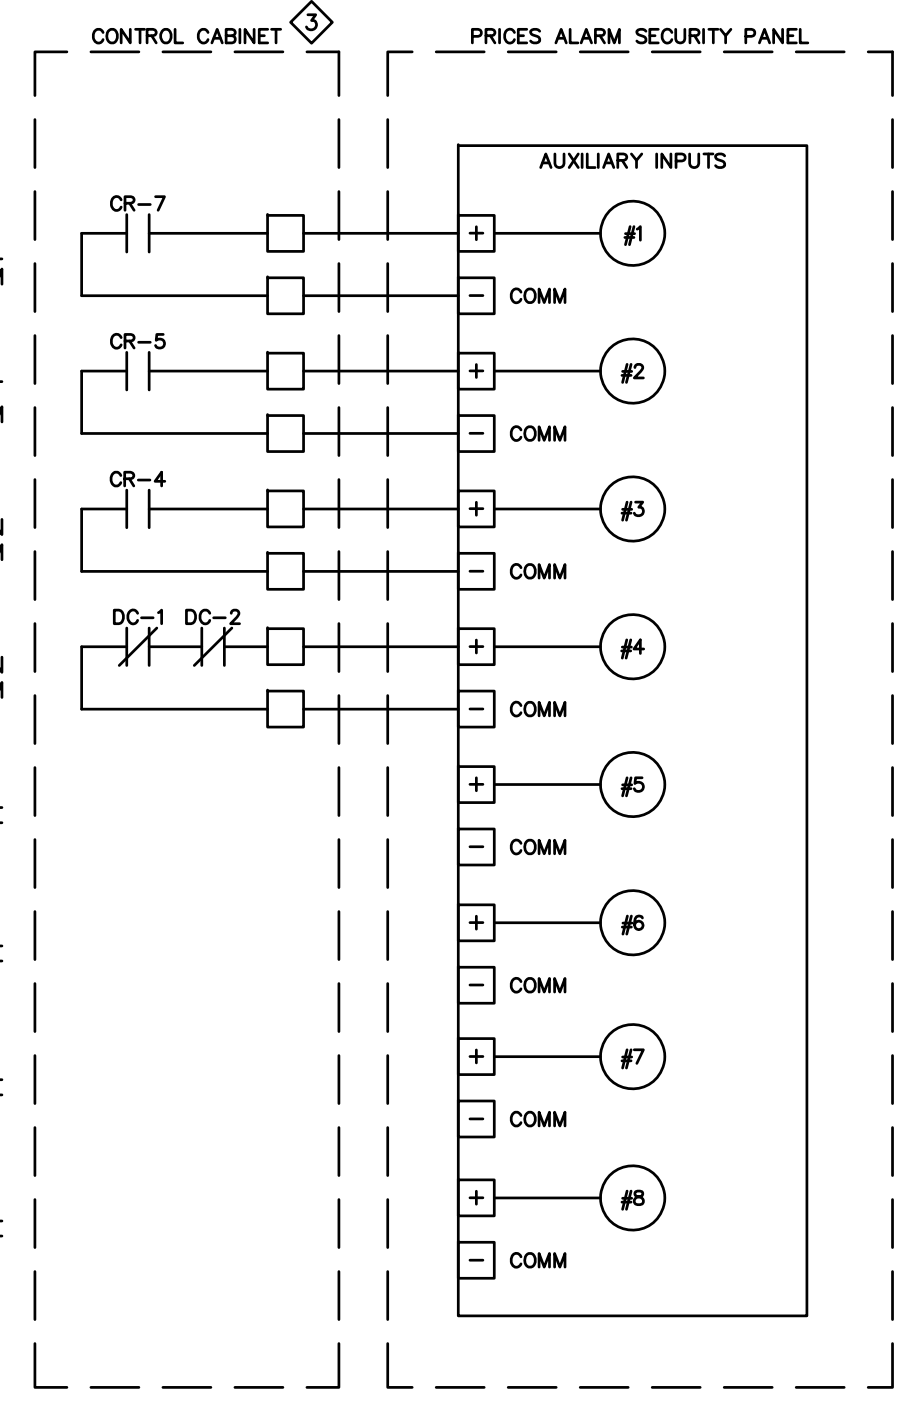 CONTROL CABINET 3
PRICES ALARM SECURITY PANEL
AUXILIARY INPUTS
CR-7
+ #1
- COMM
CR-5
+ #2
- COMM
CR-4
+ #3
- COMM
DC-1 DC-2
+ #4
- COMM
+ #5
- COMM
+ #6
- COMM
+ #7
- COMM
+ #8
- COMM